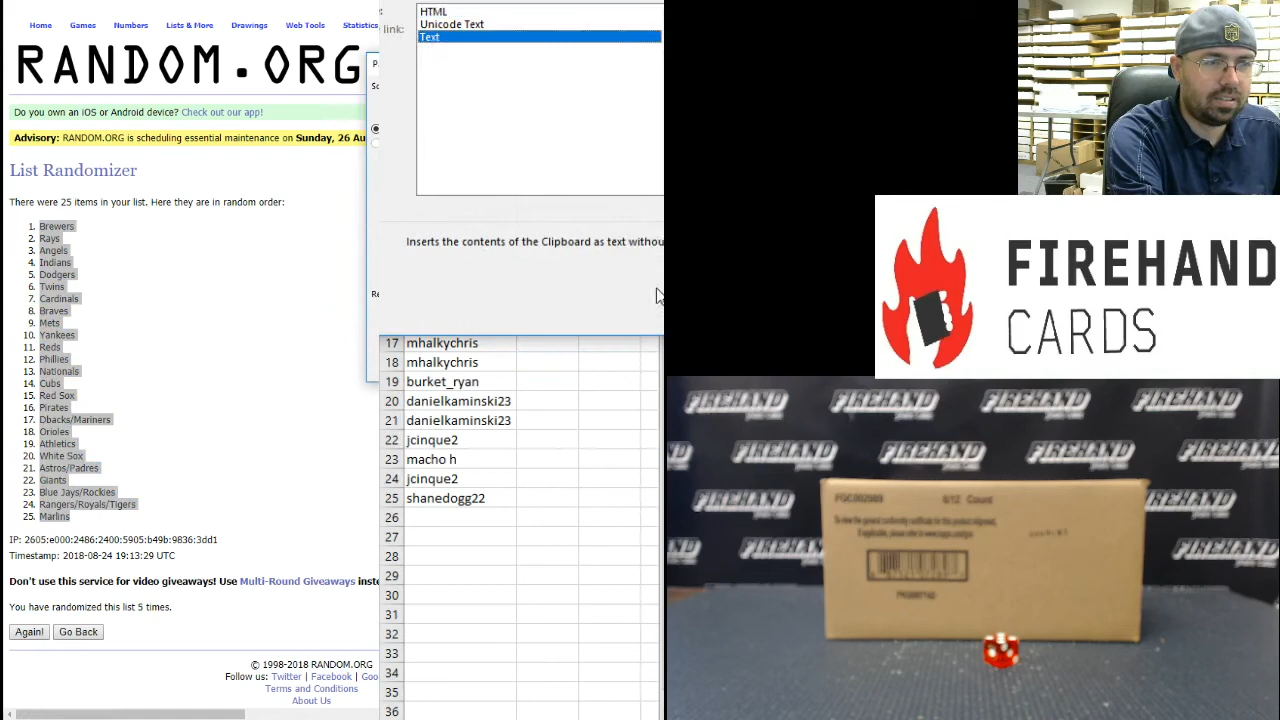 Home Games Numbers Lists & More Drawings Web Tools Statistics
RANDOM.ORG
Do you own an iOS or Android device? Check out our app!
Advisory: RANDOM.ORG is scheduling essential maintenance on Sunday, 26 Au
List Randomizer
There were 25 items in your list. Here they are in random order:
1. Brewers
2. Rays
3. Angels
4. Indians
5. Dodgers
6. Twins
7. Cardinals
8. Braves
9. Mets
10. Yankees
11. Reds
12. Phillies
13. Nationals
14. Cubs
15. Red Sox
16. Pirates
17. Dbacks/Mariners
18. Orioles
19. Athletics
20. White Sox
21. Astros/Padres
22. Giants
23. Blue Jays/Rockies
24. Rangers/Royals/Tigers
25. Marlins
IP: 2605:e000:2486:2400:5905:b49b:9836:3dd1
Timestamp: 2018-08-24 19:13:29 UTC
Don't use this service for video giveaways! Use Multi-Round Giveaways inste
You have randomized this list 5 times.
Again! Go Back
© 1998-2018 RANDOM.ORG
Follow us: Twitter | Facebook | Goo
Terms and Conditions
About Us
link:
HTML
Unicode Text
Text
Inserts the contents of the Clipboard as text withou
17 mhalkychris
18 mhalkychris
19 burket_ryan
20 danielkaminski23
21 danielkaminski23
22 jcinque2
23 macho h
24 jcinque2
25 shanedogg22
26
27
28
29
30
31
32
33
34
35
36
FIREHAND
CARDS
FIREHAND FIREHAND FIREHAND FIREHAND
8/12 Count